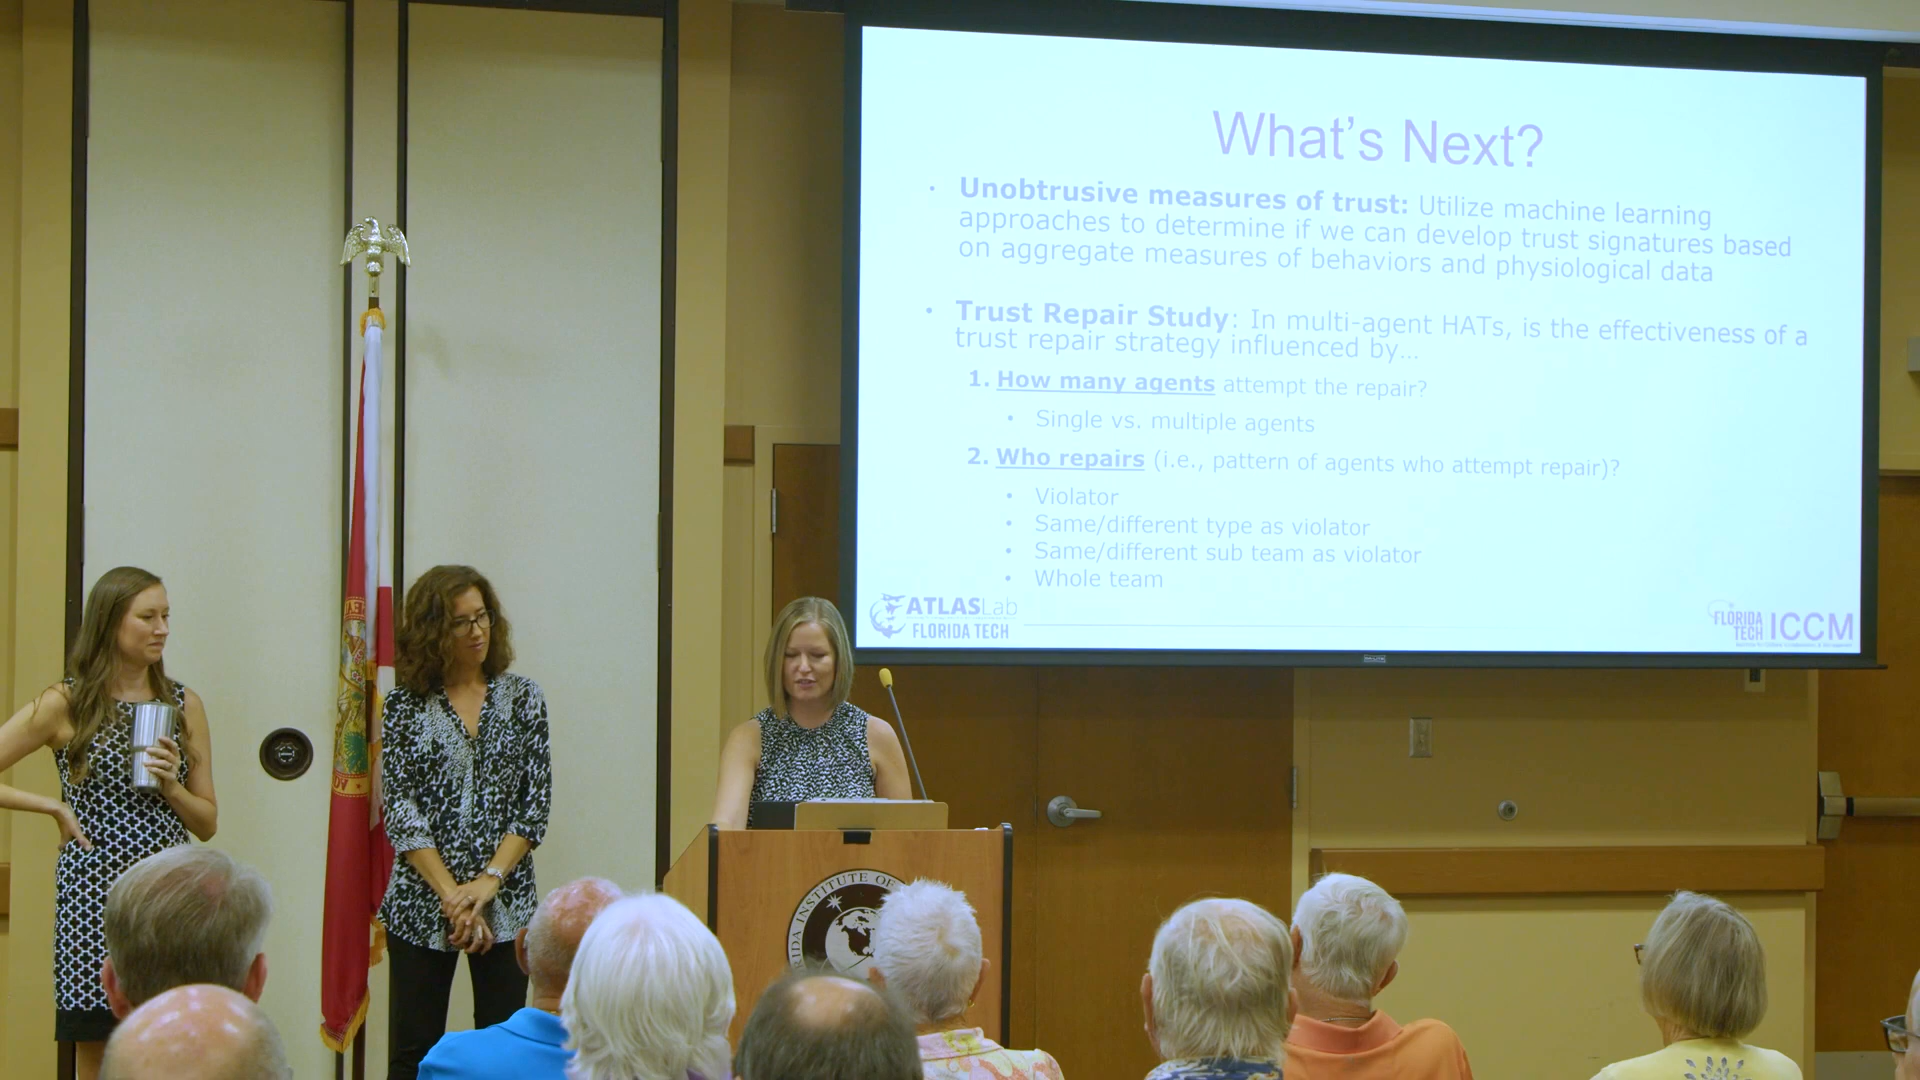 What's Next?
• Unobtrusive measures of trust: Utilize machine learning
approaches to determine if we can develop trust signatures based
on aggregate measures of behaviors and physiological data
• Trust Repair Study: In multi-agent HATs, is the effectiveness of a
trust repair strategy influenced by...
1. How many agents attempt the repair?
• Single vs. multiple agents
2. Who repairs (i.e., pattern of agents who attempt repair)?
• Violator
• Same/different type as violator
• Same/different sub team as violator
• Whole team
ATLASLab
FLORIDA TECH
FLORIDA
TECH
ICCM
RIDA INSTITUTE OF